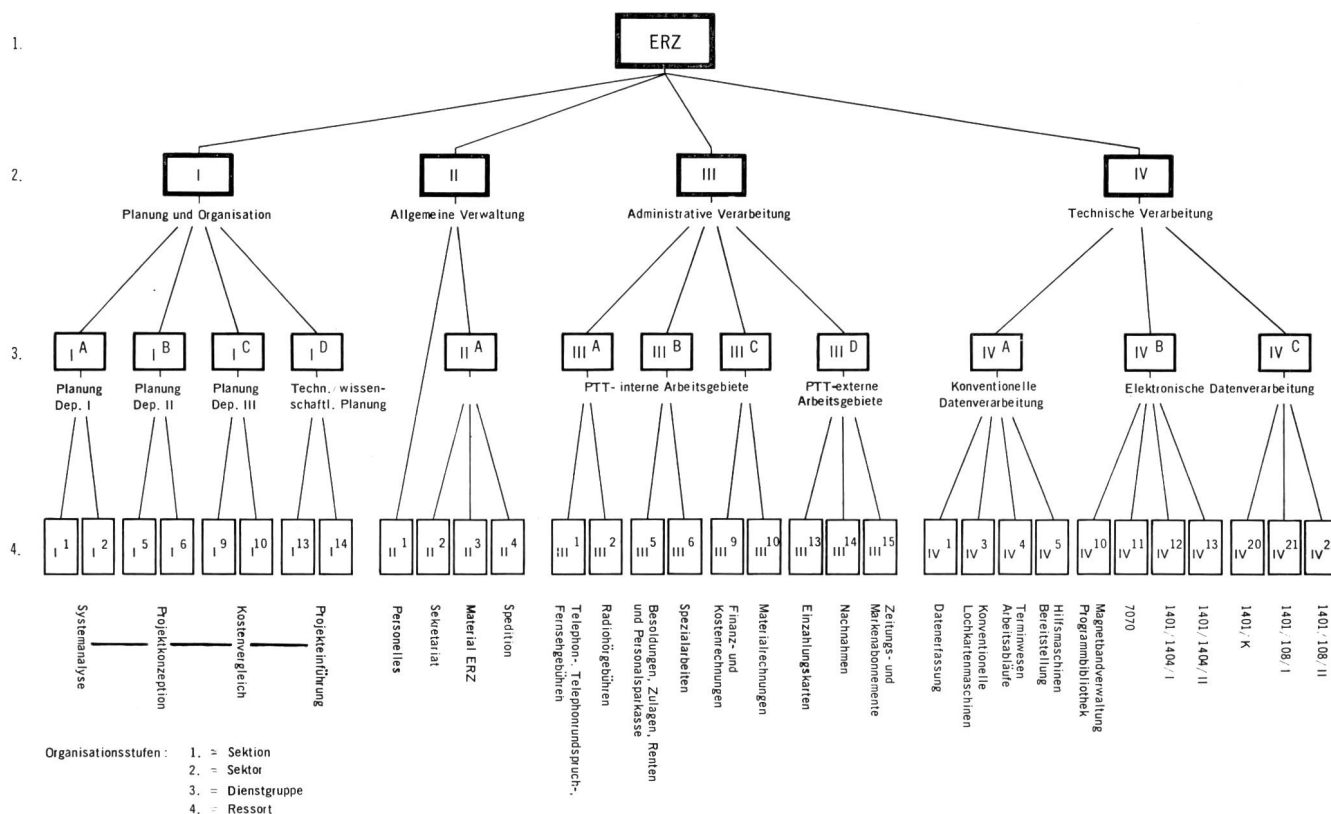 1.
ERZ
2.
I
II
III
IV
Planung und Organisation
Allgemeine Verwaltung
Administrative Verarbeitung
Technische Verarbeitung
3.
I A
I B
I C
I D
II A
III A
III B
III C
III D
IV A
IV B
IV C
Planung
Dep. I
Planung
Dep. II
Planung
Dep. III
Techn./wissen-
schaftl. Planung
PTT- interne Arbeitsgebiete
PTT-externe
Arbeitsgebiete
Konventionelle
Datenverarbeitung
Elektronische Datenverarbeitung
4.
I 1
I 2
I 5
I 6
I 9
I 10
I 13
I 14
II 1
II 2
II 3
II 4
III 1
III 2
III 5
III 6
III 9
III 10
III 13
III 14
III 15
IV 1
IV 3
IV 4
IV 5
IV 10
IV 11
IV 12
IV 13
IV 20
IV 21
IV 2
Systemanalyse
Projektkonzeption
Kostenvergleich
Projekteinführung
Personelles
Sekretariat
Material ERZ
Spedition
Telephon-, Telephonrundspruch-,
Fernsehgebühren
Radiohörgebühren
Besoldungen, Zulagen, Renten
und Personalsparkasse
Spezialarbeiten
Finanz- und
Kostenrechnungen
Materialrechnungen
Einzahlungskarten
Nachnahmen
Zeitungs- und
Markenabonnemente
Datenerfassung
Konventionelle
Lochkartenmaschinen
Terminwesen
Arbeitsabläufe
Hilfsmaschinen
Bereitstellung
Magnetbandverwaltung
Programmbibliothek
7070
1401/1404/I
1401/1404/II
1401/K
1401/108/I
1401/108/II
Organisationsstufen: 1. = Sektion
2. = Sektor
3. = Dienstgruppe
4. = Ressort